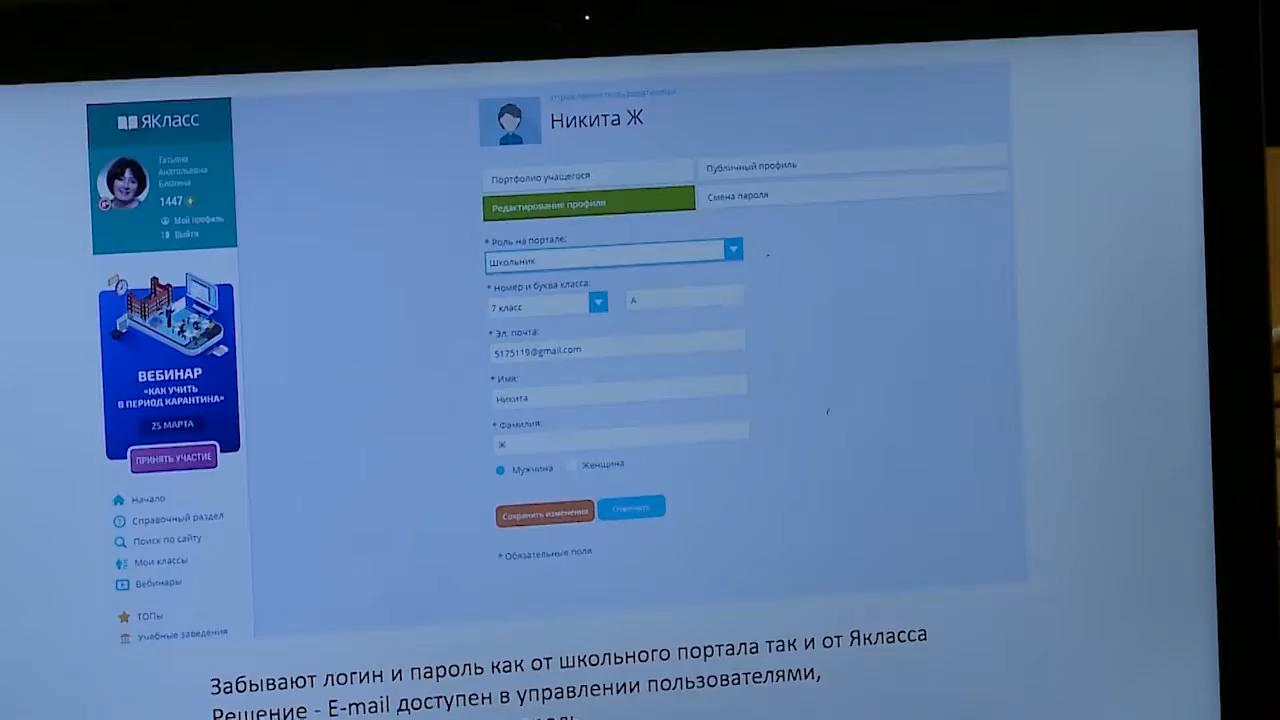 ЯКласс
Татьяна
Анатольевна
Блохина
1447
Мой профиль
Выйти
ВЕБИНАР
«КАК УЧИТЬ
В ПЕРИОД КАРАНТИНА»
25 МАРТА
ПРИНЯТЬ УЧАСТИЕ
Начало
Справочный раздел
Поиск по сайту
Мои классы
Вебинары
ТОПы
Учебные заведения
Управление пользователями
Никита Ж
Портфолио учащегося
Публичный профиль
Редактирование профиля
Смена пароля
* Роль на портале:
Школьник
* Номер и буква класса:
7 класс
А
* Эл. почта:
5175119@gmail.com
* Имя:
Никита
* Фамилия:
Ж
Мужчина Женщина
Сохранить изменения Отменить
* Обязательные поля
Забывают логин и пароль как от школьного портала так и от Якласса
Решение - E-mail доступен в управлении пользователями,